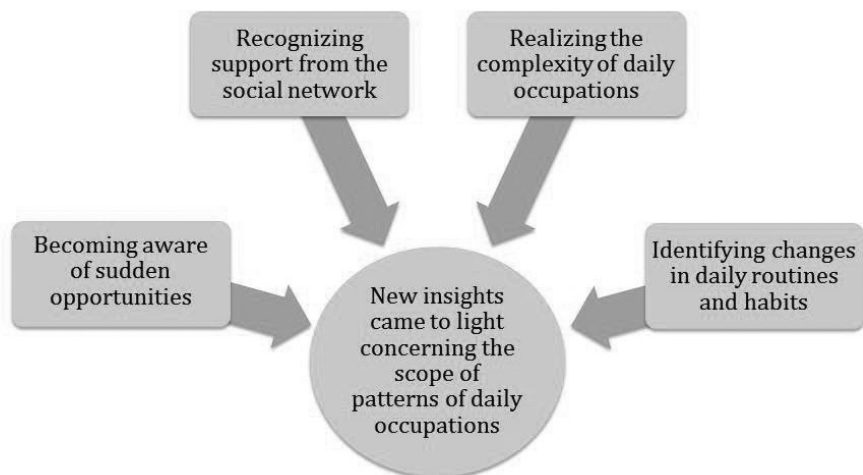 Recognizing
support from the
social network
Realizing the
complexity of daily
occupations
Becoming aware
of sudden
opportunities
Identifying changes
in daily routines
and habits
New insights
came to light
concerning the
scope of
patterns of daily
occupations